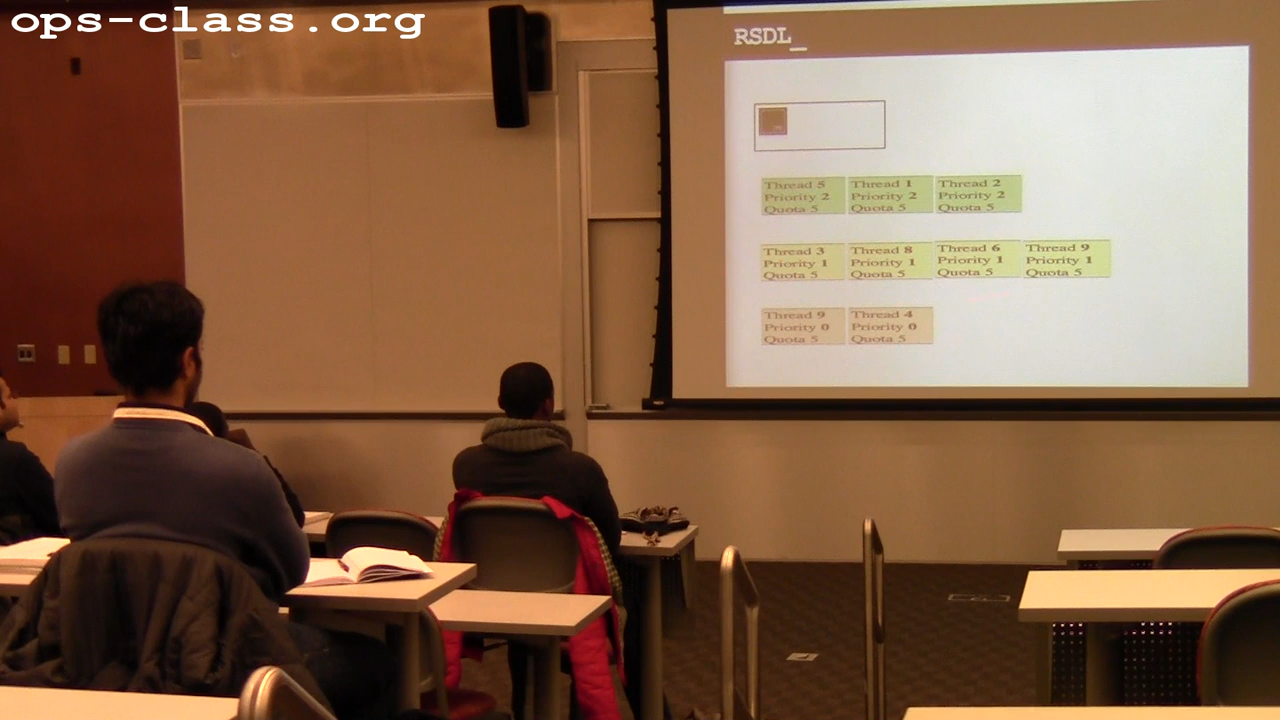 ops-class.org
RSDL_
Thread 5 Thread 1 Thread 2
Priority 2 Priority 2 Priority 2
Quota 5 Quota 5 Quota 5
Thread 3 Thread 8 Thread 6 Thread 9
Priority 1 Priority 1 Priority 1 Priority 1
Quota 5 Quota 5 Quota 5 Quota 5
Thread 9 Thread 4
Priority 0 Priority 0
Quota 5 Quota 5